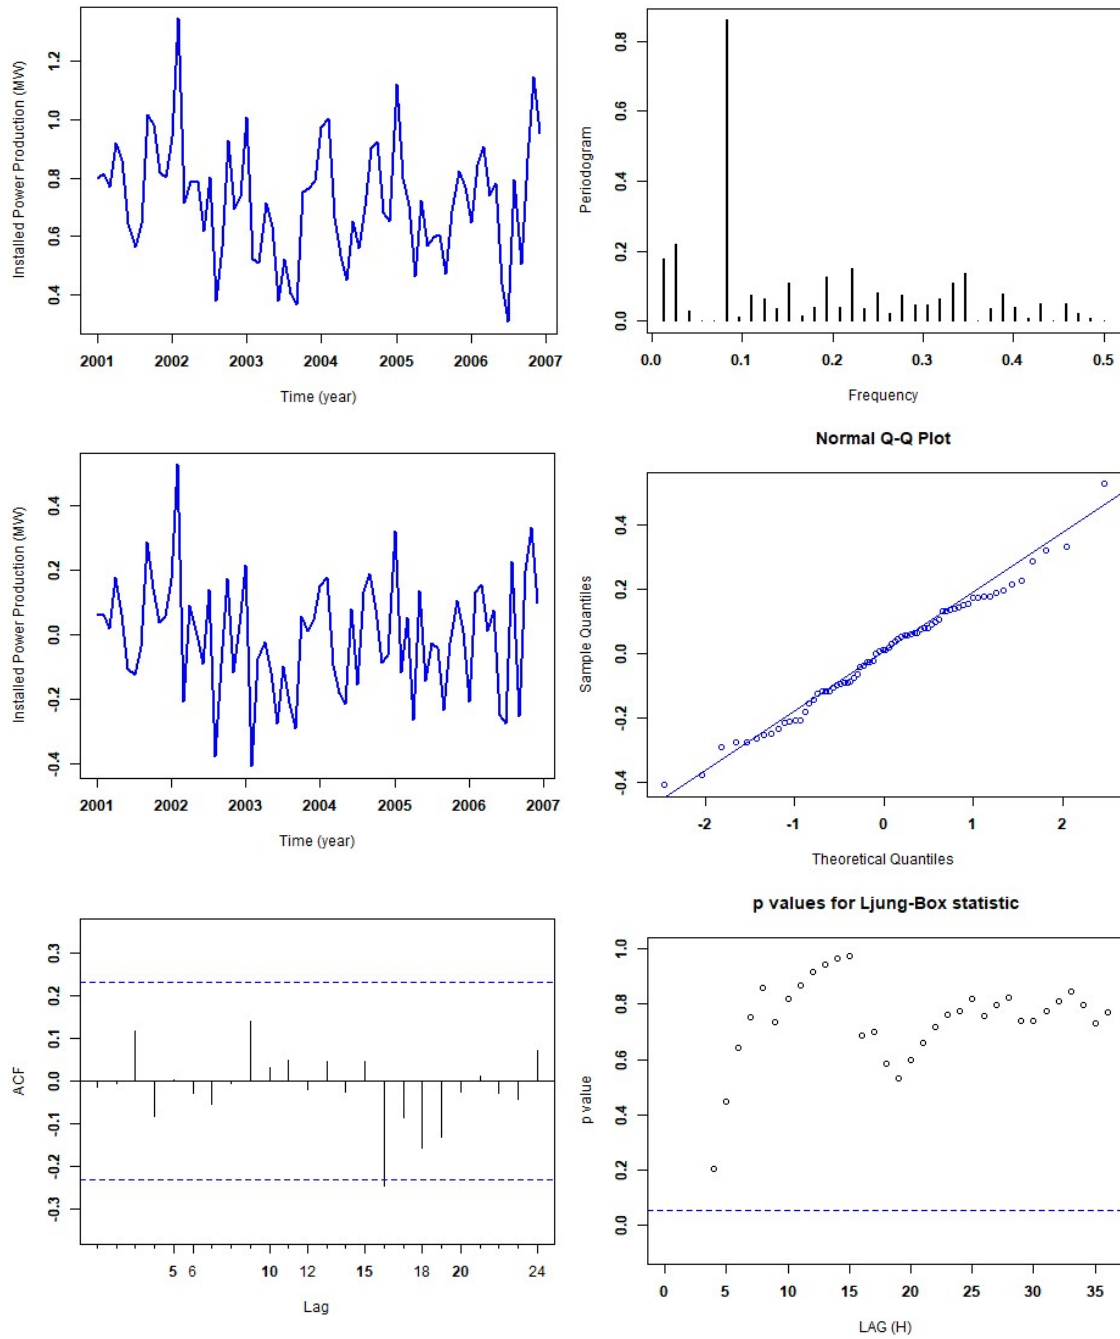 Installed Power Production (MW)
1.2
1.0
0.8
0.6
0.4
2001 2002 2003 2004 2005 2006 2007
Time (year)
Periodogram
0.8
0.6
0.4
0.2
0.0
0.0 0.1 0.2 0.3 0.4 0.5
Frequency
Installed Power Production (MW)
0.4
0.2
0.0
-0.2
-0.4
2001 2002 2003 2004 2005 2006 2007
Time (year)
Normal Q-Q Plot
Sample Quantiles
0.4
0.2
0.0
-0.2
-0.4
-2 -1 0 1 2
Theoretical Quantiles
ACF
0.3
0.2
0.1
0.0
-0.1
-0.2
-0.3
5 6 10 12 15 18 20 24
Lag
p values for Ljung-Box statistic
p value
1.0
0.8
0.6
0.4
0.2
0.0
0 5 10 15 20 25 30 35
LAG (H)